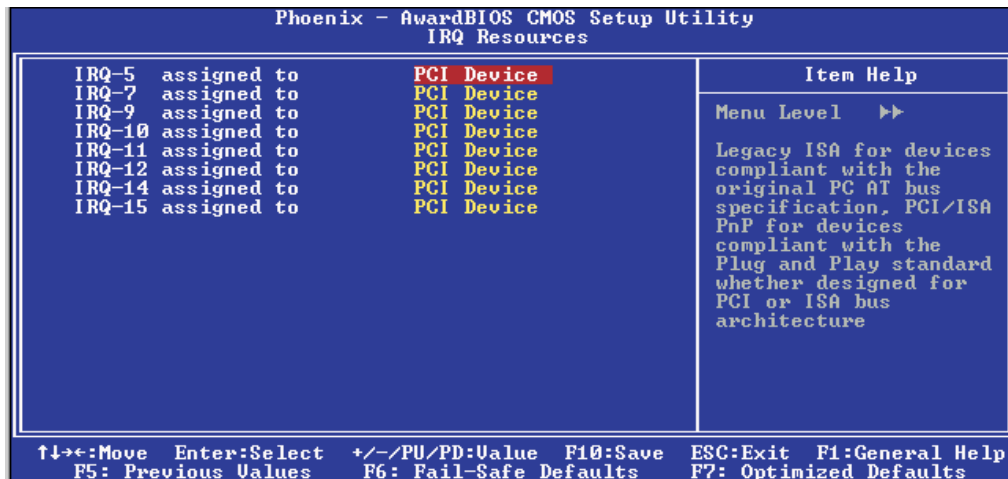 Phoenix - AwardBIOS CMOS Setup Utility
IRQ Resources
IRQ-5 assigned to PCI Device
IRQ-7 assigned to PCI Device
IRQ-9 assigned to PCI Device
IRQ-10 assigned to PCI Device
IRQ-11 assigned to PCI Device
IRQ-12 assigned to PCI Device
IRQ-14 assigned to PCI Device
IRQ-15 assigned to PCI Device
Item Help
Menu Level ▶▶
Legacy ISA for devices
compliant with the
original PC AT bus
specification, PCI/ISA
PnP for devices
compliant with the
Plug and Play standard
whether designed for
PCI or ISA bus
architecture
↑↓→←:Move Enter:Select +/-/PU/PD:Value F10:Save ESC:Exit F1:General Help
F5: Previous Values F6: Fail-Safe Defaults F7: Optimized Defaults